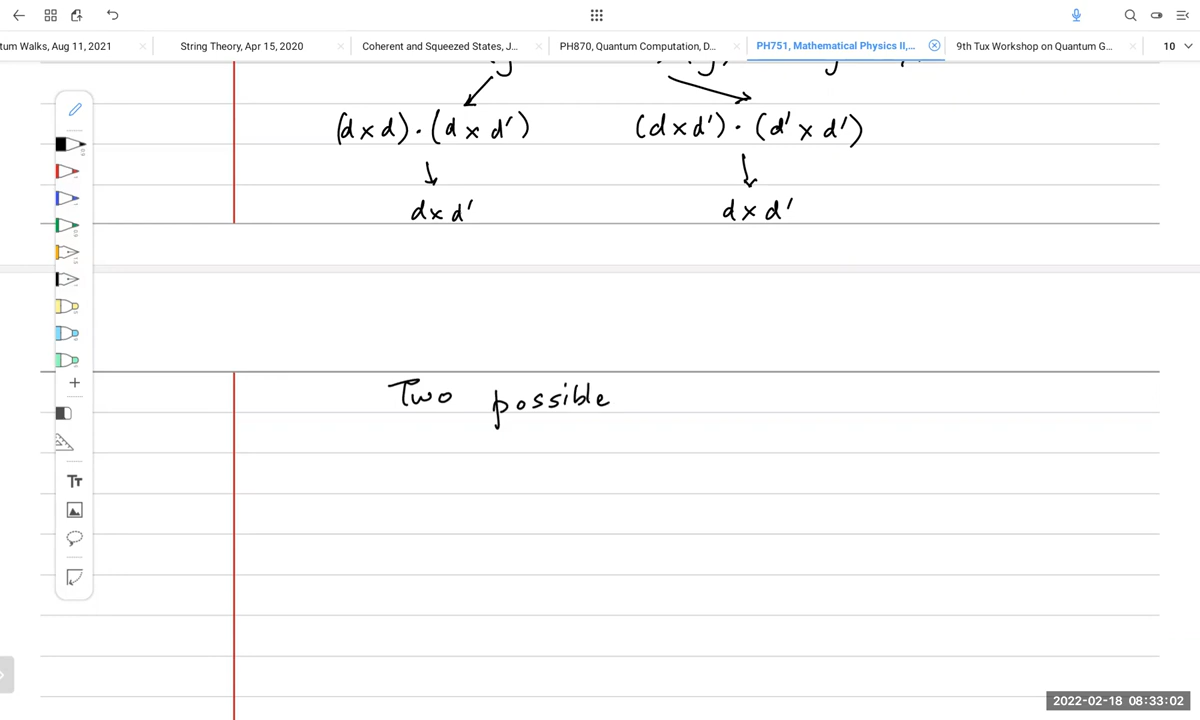 tum Walks, Aug 11, 2021
String Theory, Apr 15, 2020
Coherent and Squeezed States, J...
PH870, Quantum Computation, D...
PH751, Mathematical Physics II,...
9th Tux Workshop on Quantum G...
10
(d x d) . (d x d') (d x d') . (d' x d')
d x d' d x d'
Two possible
Tт
2022-02-18 08:33:02